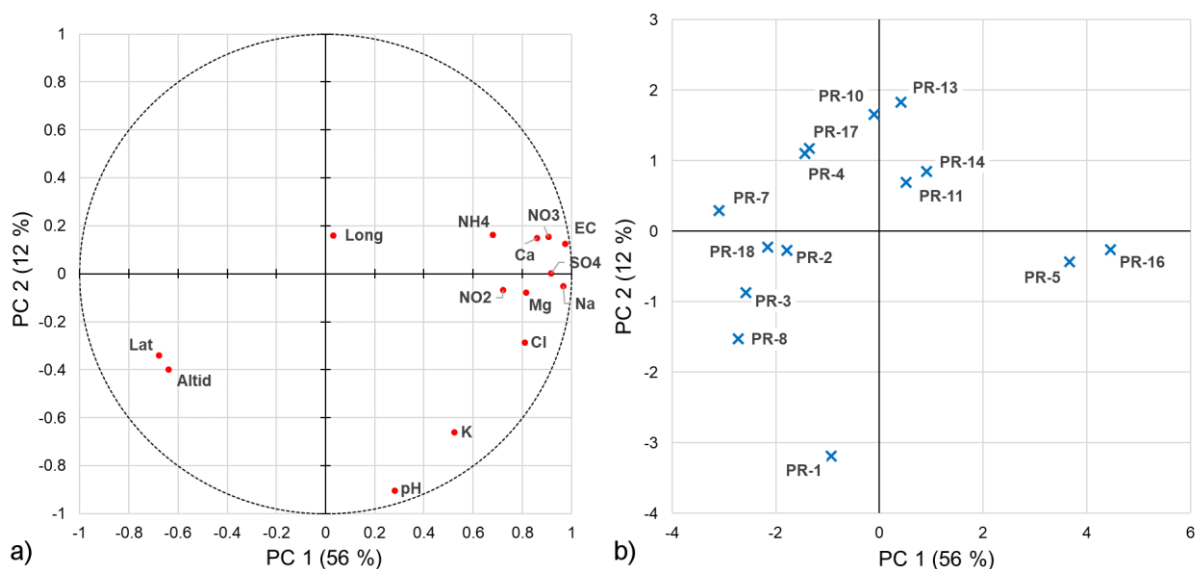 1
0.8
0.6
0.4
0.2
0
-0.2
-0.4
-0.6
-0.8
-1
-1 -0.8 -0.6 -0.4 -0.2 0 0.2 0.4 0.6 0.8 1
PC 2 (12 %)
PC 1 (56 %)
a)
Long
NH4
NO3
EC
Ca
SO4
NO2
Mg
Na
Cl
Lat
Altid
K
pH
3
2
1
0
-1
-2
-3
-4
-4 -2 0 2 4 6
PC 2 (12 %)
PC 1 (56 %)
b)
PR-10
PR-13
PR-17
PR-4
PR-14
PR-11
PR-7
PR-18
PR-2
PR-5
PR-16
PR-3
PR-8
PR-1